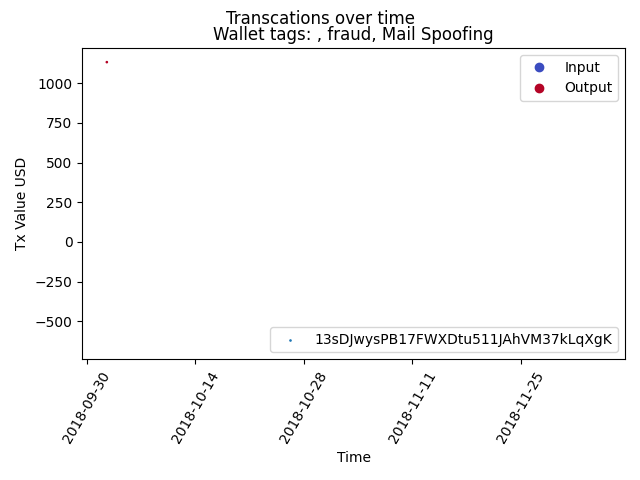 Transcations over time
Wallet tags: , fraud, Mail Spoofing
Input
Output
1000
750
500
250
0
−250
−500
Tx Value USD
13sDJwysPB17FWXDtu511JAhVM37kLqXgK
2018-09-30
2018-10-14
2018-10-28
2018-11-11
2018-11-25
Time